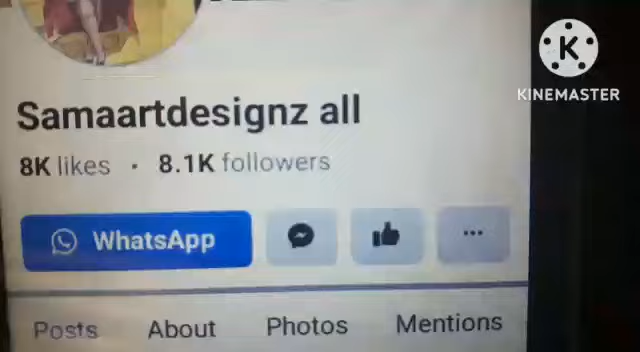 K
KINEMASTER
Samaartdesignz all
8K likes · 8.1K followers
WhatsApp
Posts About Photos Mentions